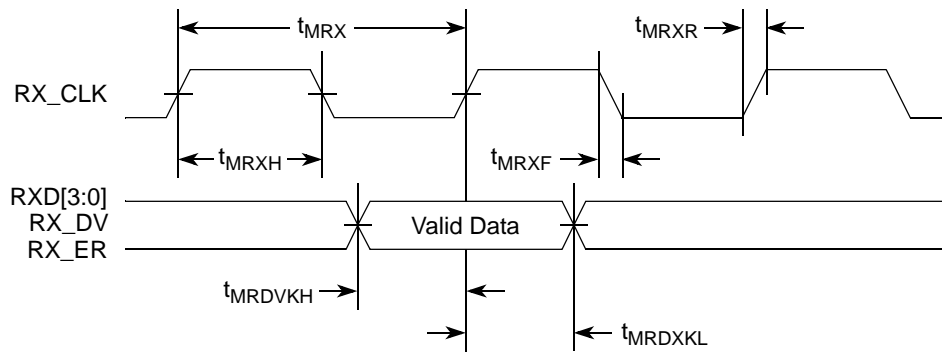 tMRX
tMRXR
RX_CLK
tMRXH
tMRXF
RXD[3:0]
RX_DV
RX_ER
Valid Data
tMRDVKH
tMRDXKL